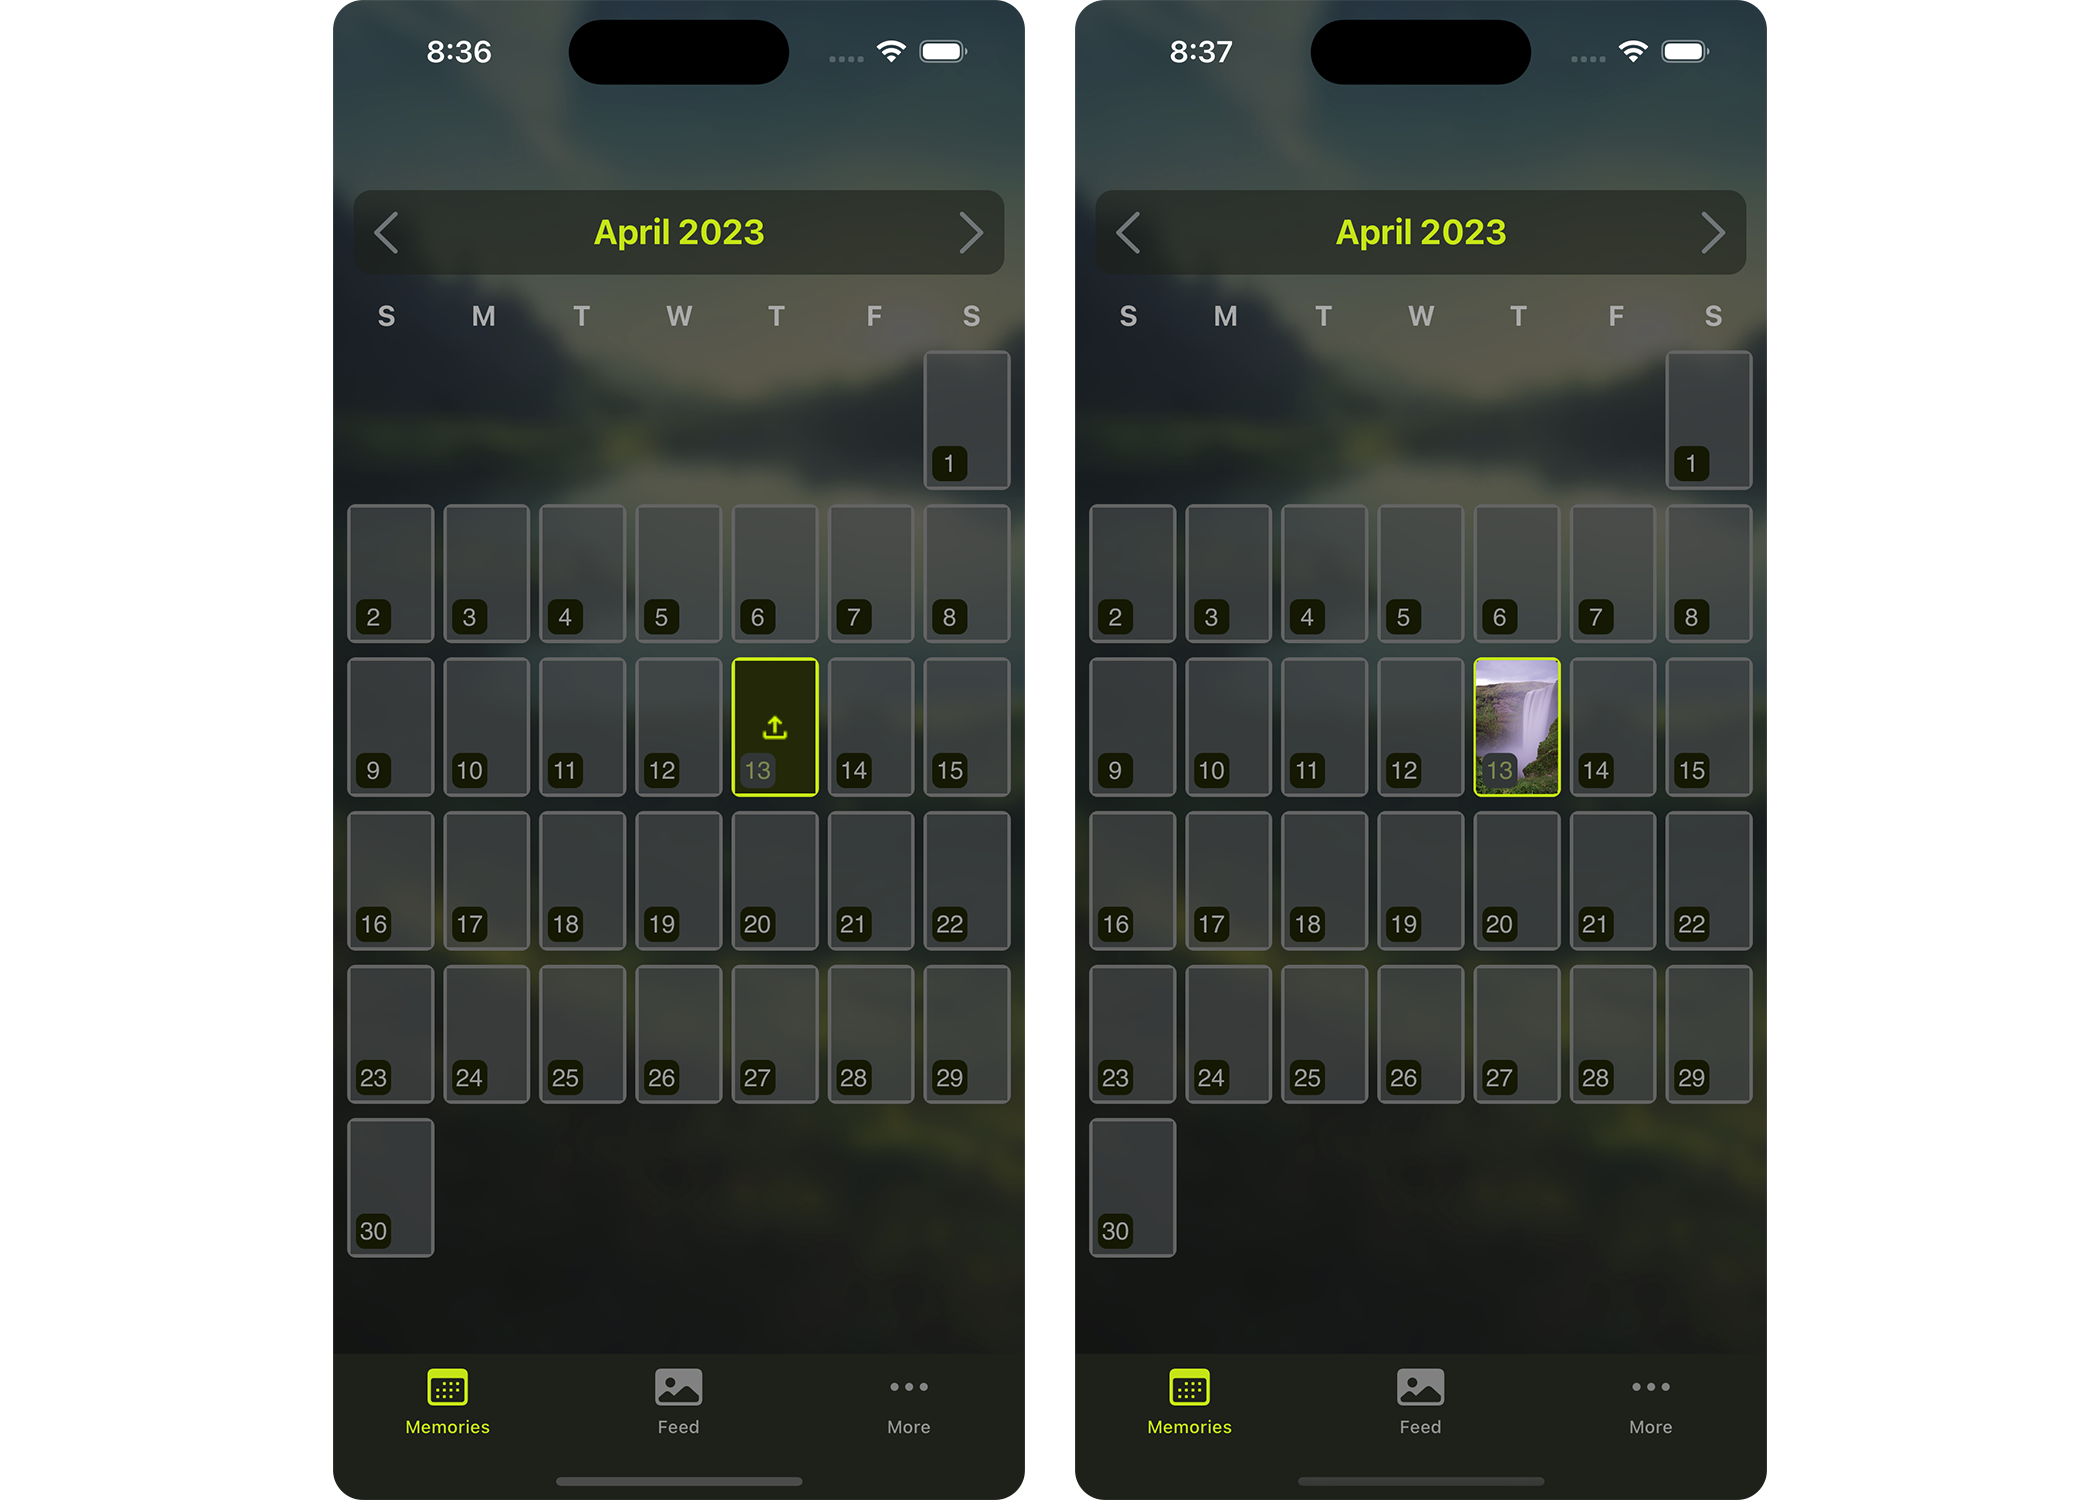 8:36
April 2023
S M T W T F S
1
2 3 4 5 6 7 8
9 10 11 12 13 14 15
16 17 18 19 20 21 22
23 24 25 26 27 28 29
30
Memories Feed More
8:37
April 2023
S M T W T F S
1
2 3 4 5 6 7 8
9 10 11 12 13 14 15
16 17 18 19 20 21 22
23 24 25 26 27 28 29
30
Memories Feed More